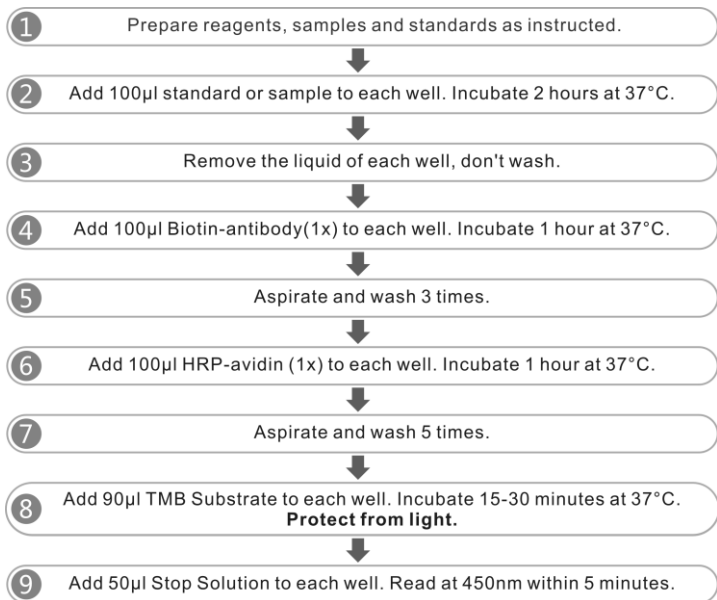 1 Prepare reagents, samples and standards as instructed.
2 Add 100μl standard or sample to each well. Incubate 2 hours at 37°C.
3 Remove the liquid of each well, don't wash.
4 Add 100μl Biotin-antibody(1x) to each well. Incubate 1 hour at 37°C.
5 Aspirate and wash 3 times.
6 Add 100μl HRP-avidin (1x) to each well. Incubate 1 hour at 37°C.
7 Aspirate and wash 5 times.
8 Add 90μl TMB Substrate to each well. Incubate 15-30 minutes at 37°C.
Protect from light.
9 Add 50μl Stop Solution to each well. Read at 450nm within 5 minutes.